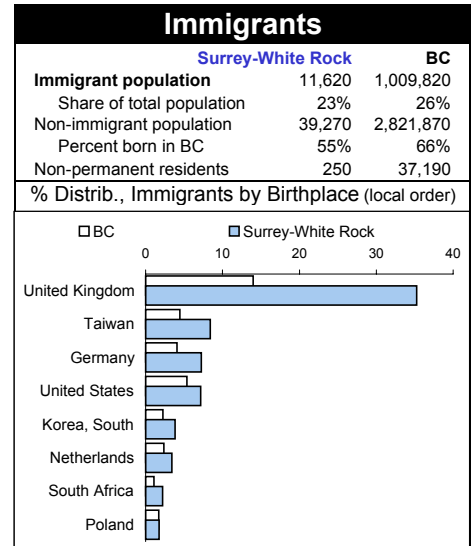 Immigrants
Surrey-White Rock BC
Immigrant population 11,620 1,009,820
Share of total population 23% 26%
Non-immigrant population 39,270 2,821,870
Percent born in BC 55% 66%
Non-permanent residents 250 37,190
% Distrib., Immigrants by Birthplace (local order)
BC Surrey-White Rock
0 10 20 30 40
United Kingdom
Taiwan
Germany
United States
Korea, South
Netherlands
South Africa
Poland